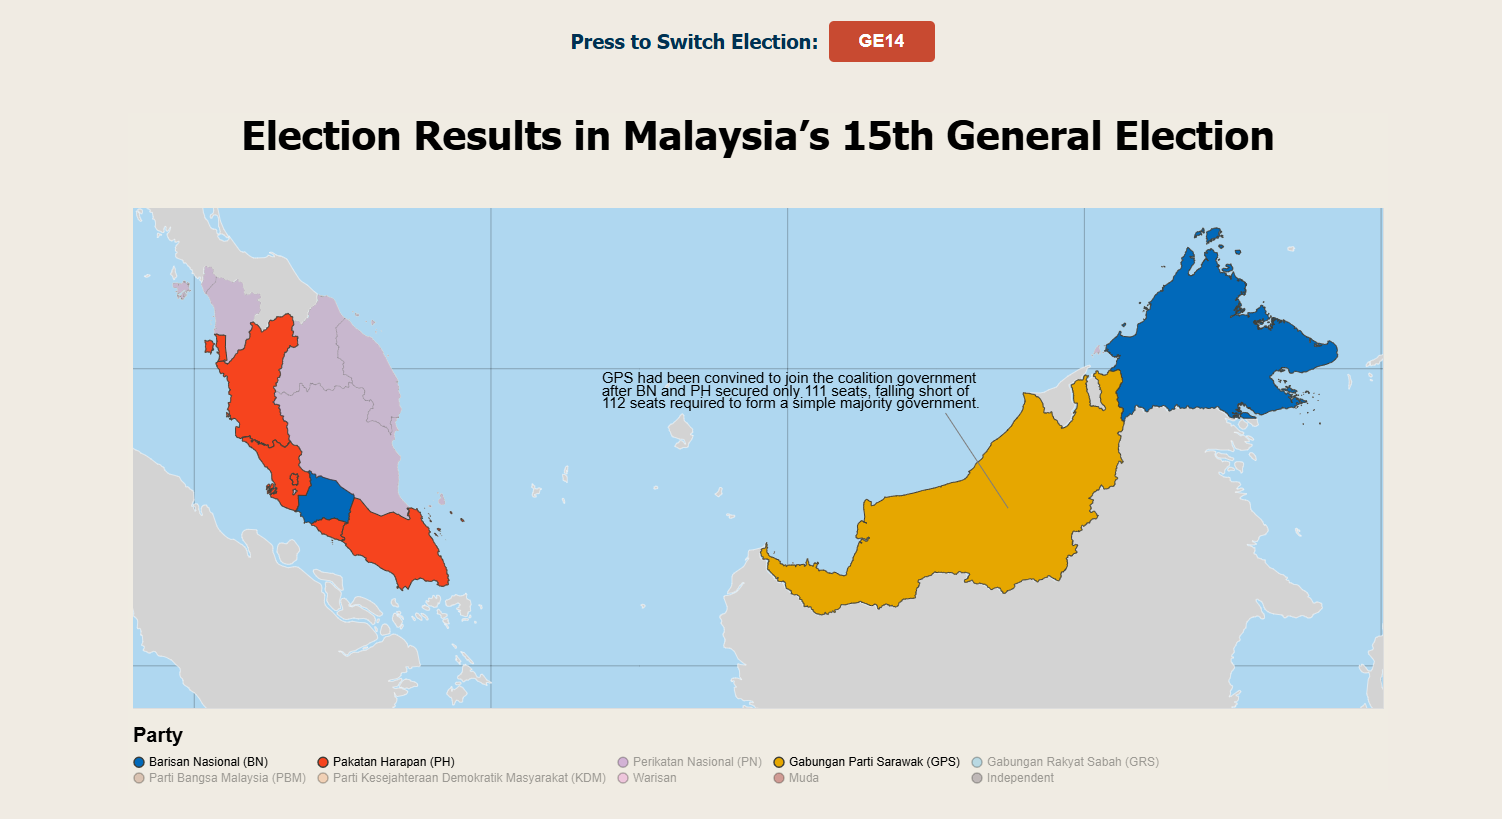 Press to Switch Election: GE14
Election Results in Malaysia’s 15th General Election
GPS had been convined to join the coalition government
after BN and PH secured only 111 seats, falling short of
112 seats required to form a simple majority government.
Party
Barisan Nasional (BN) Pakatan Harapan (PH) Perikatan Nasional (PN) Gabungan Parti Sarawak (GPS) Gabungan Rakyat Sabah (GRS)
Parti Bangsa Malaysia (PBM) Parti Kesejahteraan Demokratik Masyarakat (KDM) Warisan Muda Independent